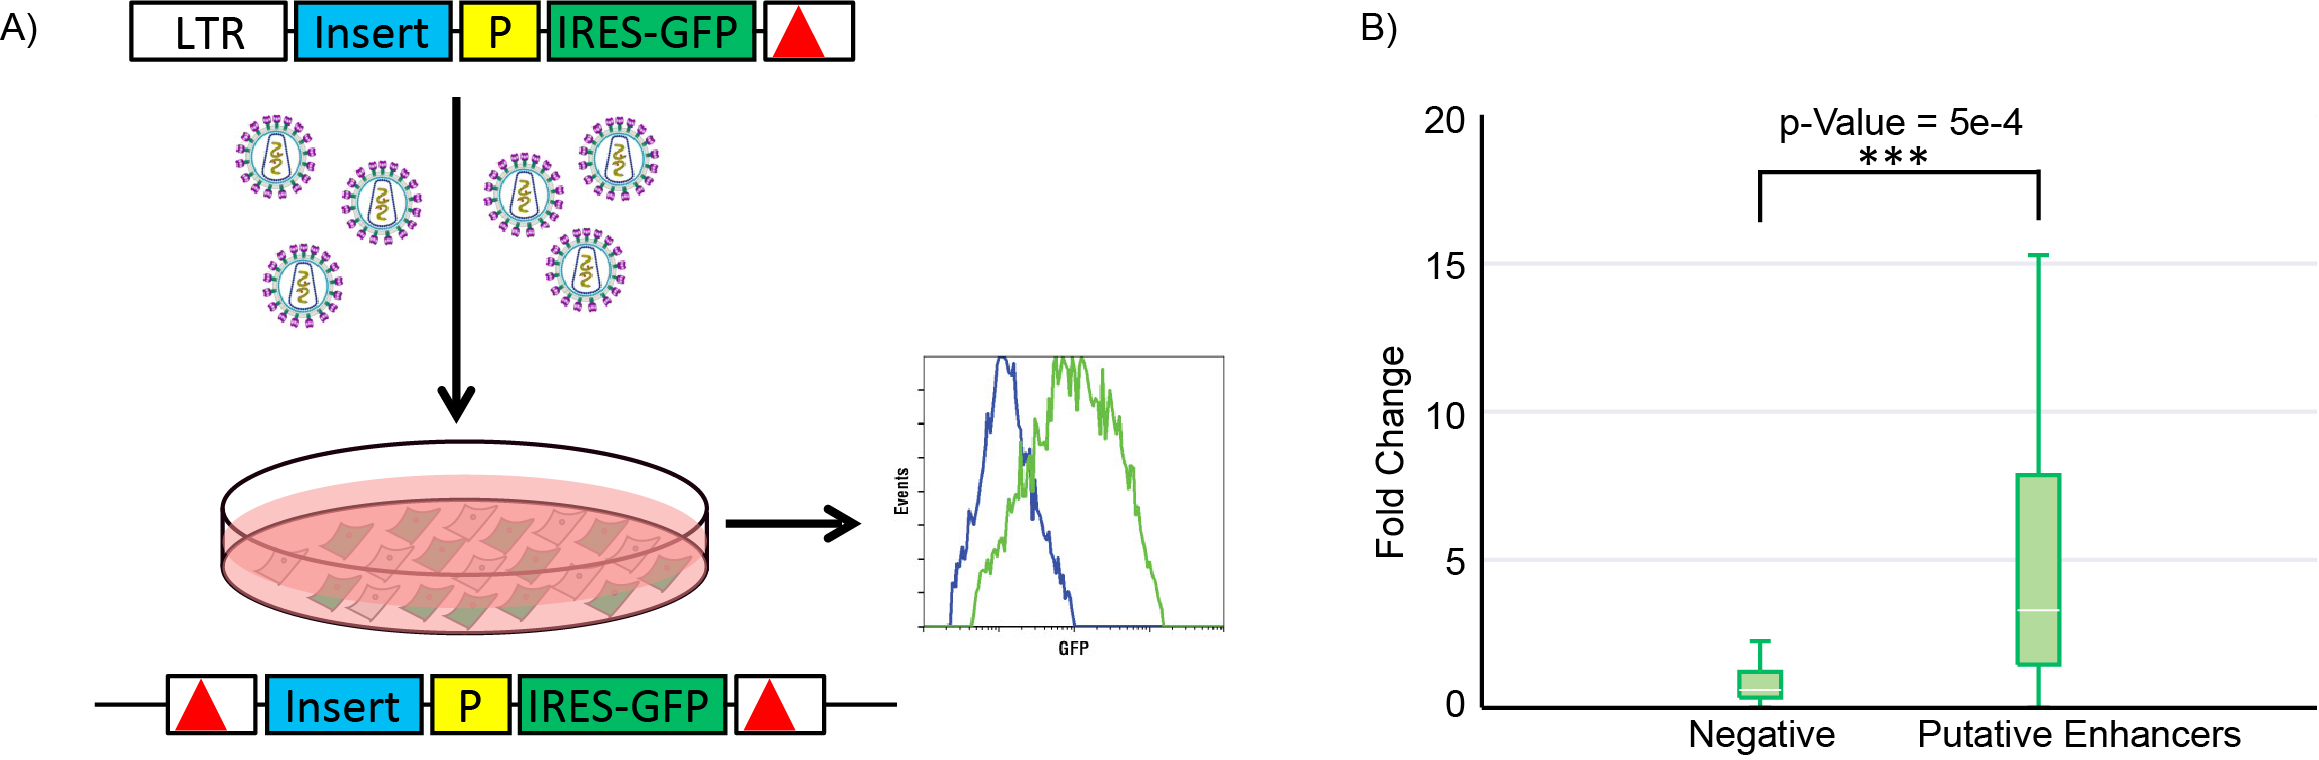 A)
LTR Insert P IRES-GFP
Events
GFP
Insert P IRES-GFP
B)
p-Value = 5e-4
***
20
15
10
5
0
Fold Change
Negative Putative Enhancers